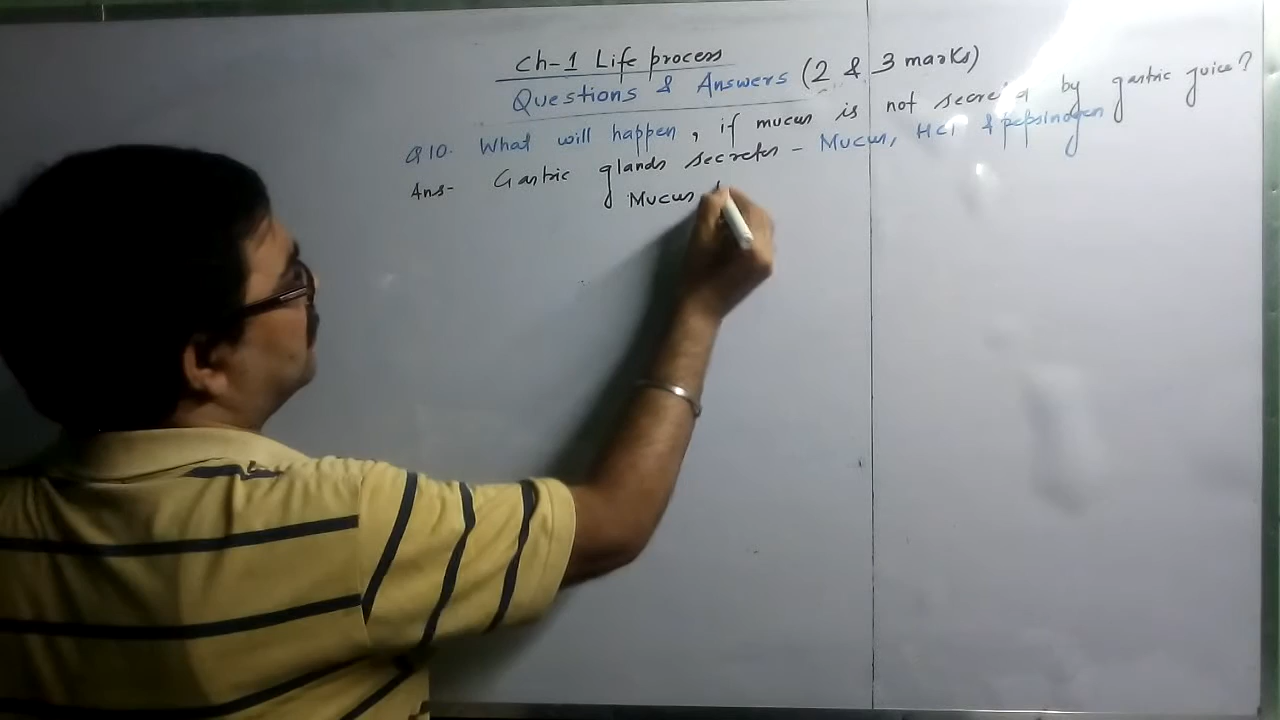 Ch-1 Life process
Questions & Answers (2 & 3 marks)
Q10. What will happen, if mucus is not secreted by gastric juice?
Ans- Gastric glands secretes - Mucus, HCl & pepsinogen
Mucus